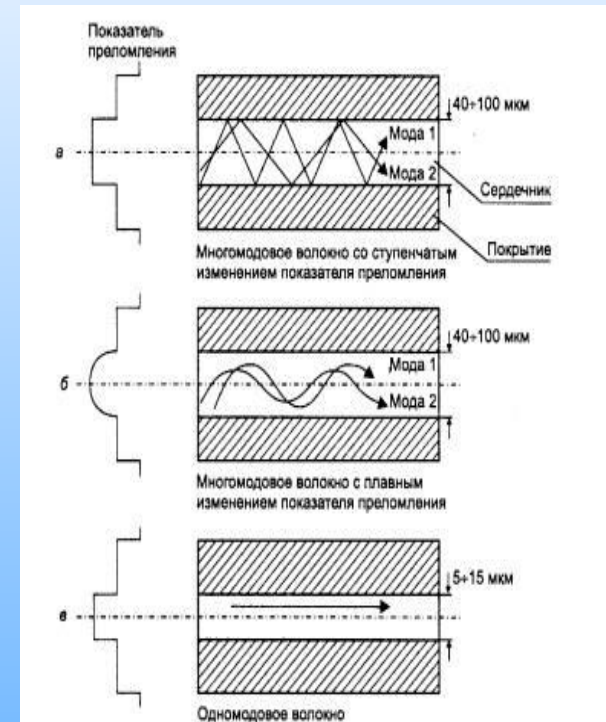 Показатель
преломления
а
40÷100 мкм
Мода 1
Мода 2
Сердечник
Покрытие
Многомодовое волокно со ступенчатым
изменением показателя преломления
б
40÷100 мкм
Мода 1
Мода 2
Многомодовое волокно с плавным
изменением показателя преломления
в
5÷15 мкм
Одномодовое волокно